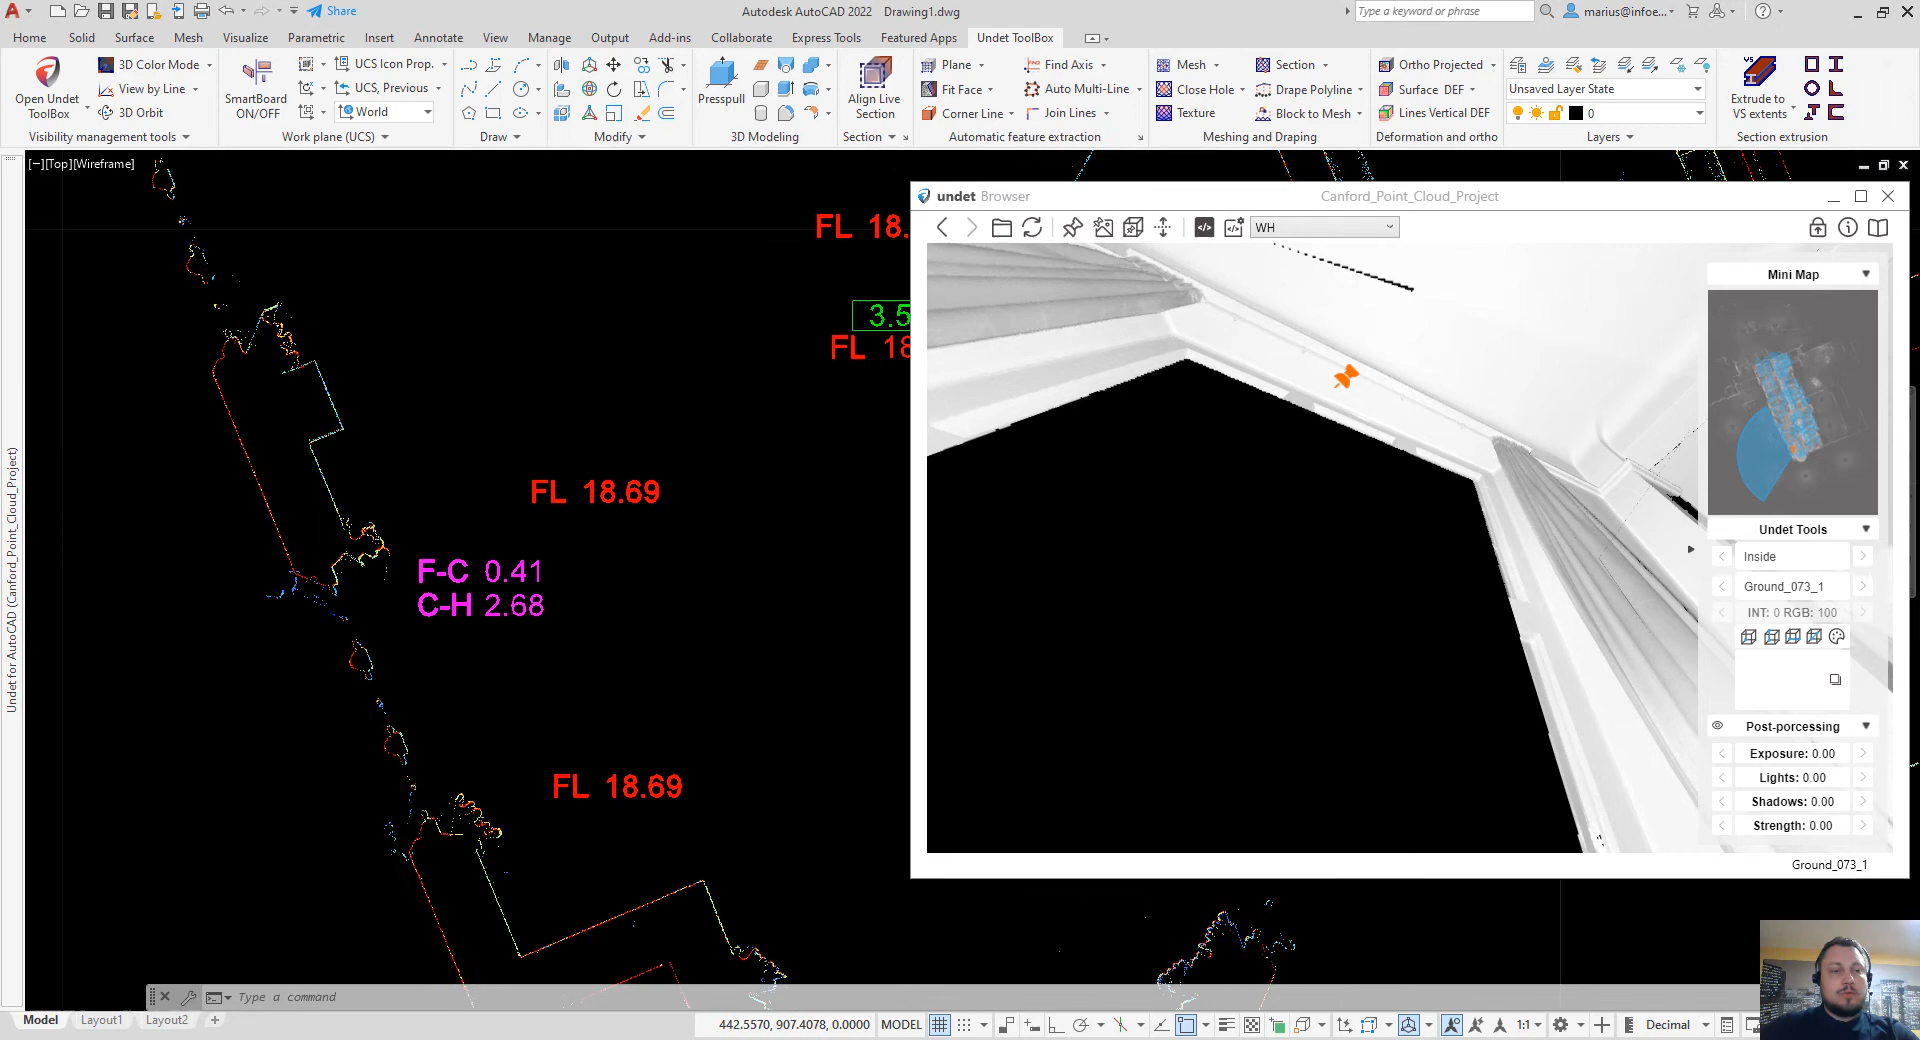 Share
Autodesk AutoCAD 2022 Drawing1.dwg
Type a keyword or phrase
marius@infoe...
Home Solid Surface Mesh Visualize Parametric Insert Annotate View Manage Output Add-ins Collaborate Express Tools Featured Apps Undet ToolBox
Open Undet
ToolBox
3D Color Mode
View by Line
3D Orbit
Visibility management tools
SmartBoard
ON/OFF
UCS Icon Prop.
UCS, Previous
World
Work plane (UCS)
Draw
Modify
Presspull
3D Modeling
Align Live
Section
Section
Plane
Fit Face
Corner Line
Find Axis
Auto Multi-Line
Join Lines
Automatic feature extraction
Mesh
Close Hole
Texture
Section
Drape Polyline
Block to Mesh
Meshing and Draping
Ortho Projected
Surface DEF
Lines Vertical DEF
Deformation and ortho
Unsaved Layer State
0
Layers
VS
Extrude to
VS extents
Section extrusion
[−][Top][Wireframe]
Undet for AutoCAD (Canford_Point_Cloud_Project)
FL 18.
3.5
FL 18
FL 18.69
F-C 0.41
C-H 2.68
FL 18.69
undet Browser
Canford_Point_Cloud_Project
WH
Mini Map
Undet Tools
Inside
Ground_073_1
INT: 0 RGB: 100
Post-porcessing
Exposure: 0.00
Lights: 0.00
Shadows: 0.00
Strength: 0.00
Ground_073_1
Type a command
Model Layout1 Layout2 +
442.5570, 907.4078, 0.0000 MODEL
1:1
Decimal